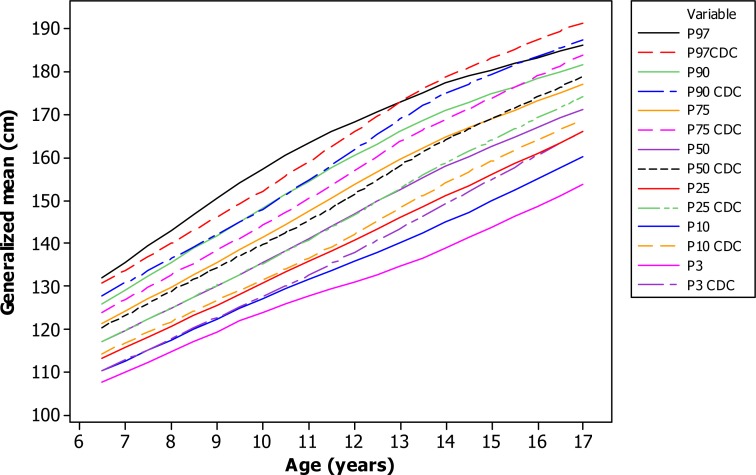 Generalized mean (cm)
190
180
170
160
150
140
130
120
110
100
6 7 8 9 10 11 12 13 14 15 16 17
Age (years)
Variable
P97
P97CDC
P90
P90 CDC
P75
P75 CDC
P50
P50 CDC
P25
P25 CDC
P10
P10 CDC
P3
P3 CDC